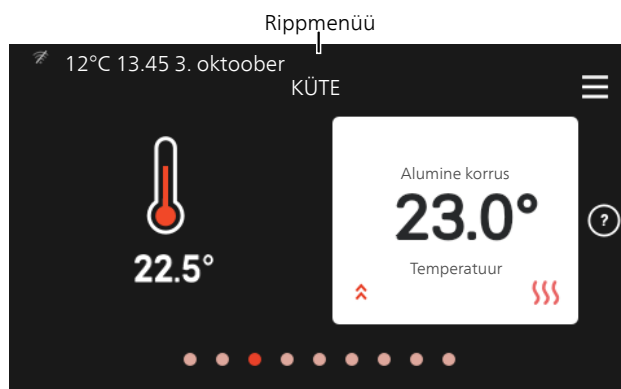 Rippmenüü
12°C 13.45 3. oktoober
KÜTE
22.5°
Alumine korrus
23.0°
Temperatuur
?